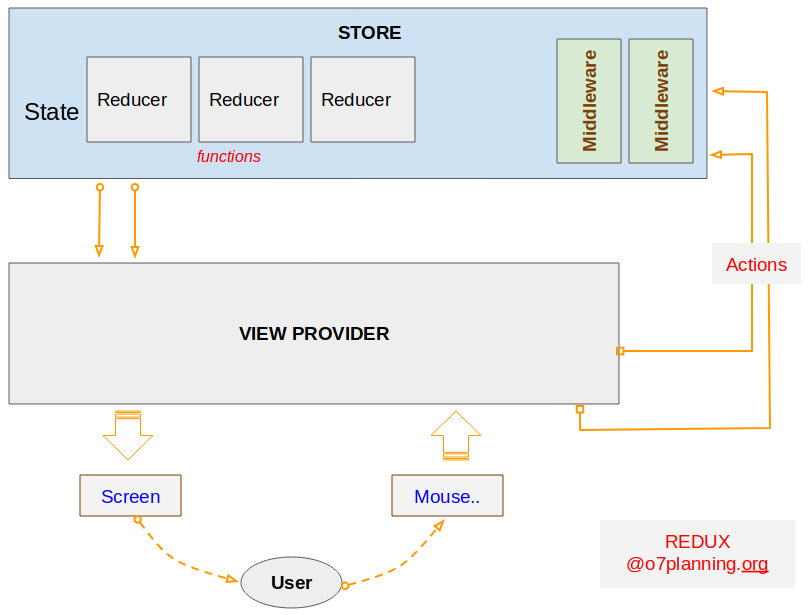 STORE
State
Reducer
Reducer
Reducer
functions
Middleware
Middleware
Actions
VIEW PROVIDER
Screen
Mouse..
User
REDUX
@o7planning.org